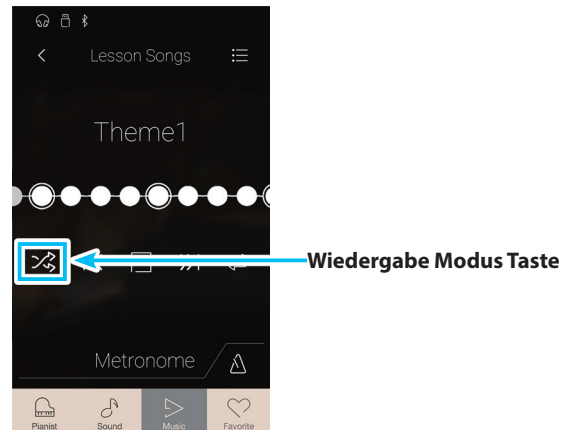 Lesson Songs
Theme1
Wiedergabe Modus Taste
Metronome
Pianist Sound Music Favorite